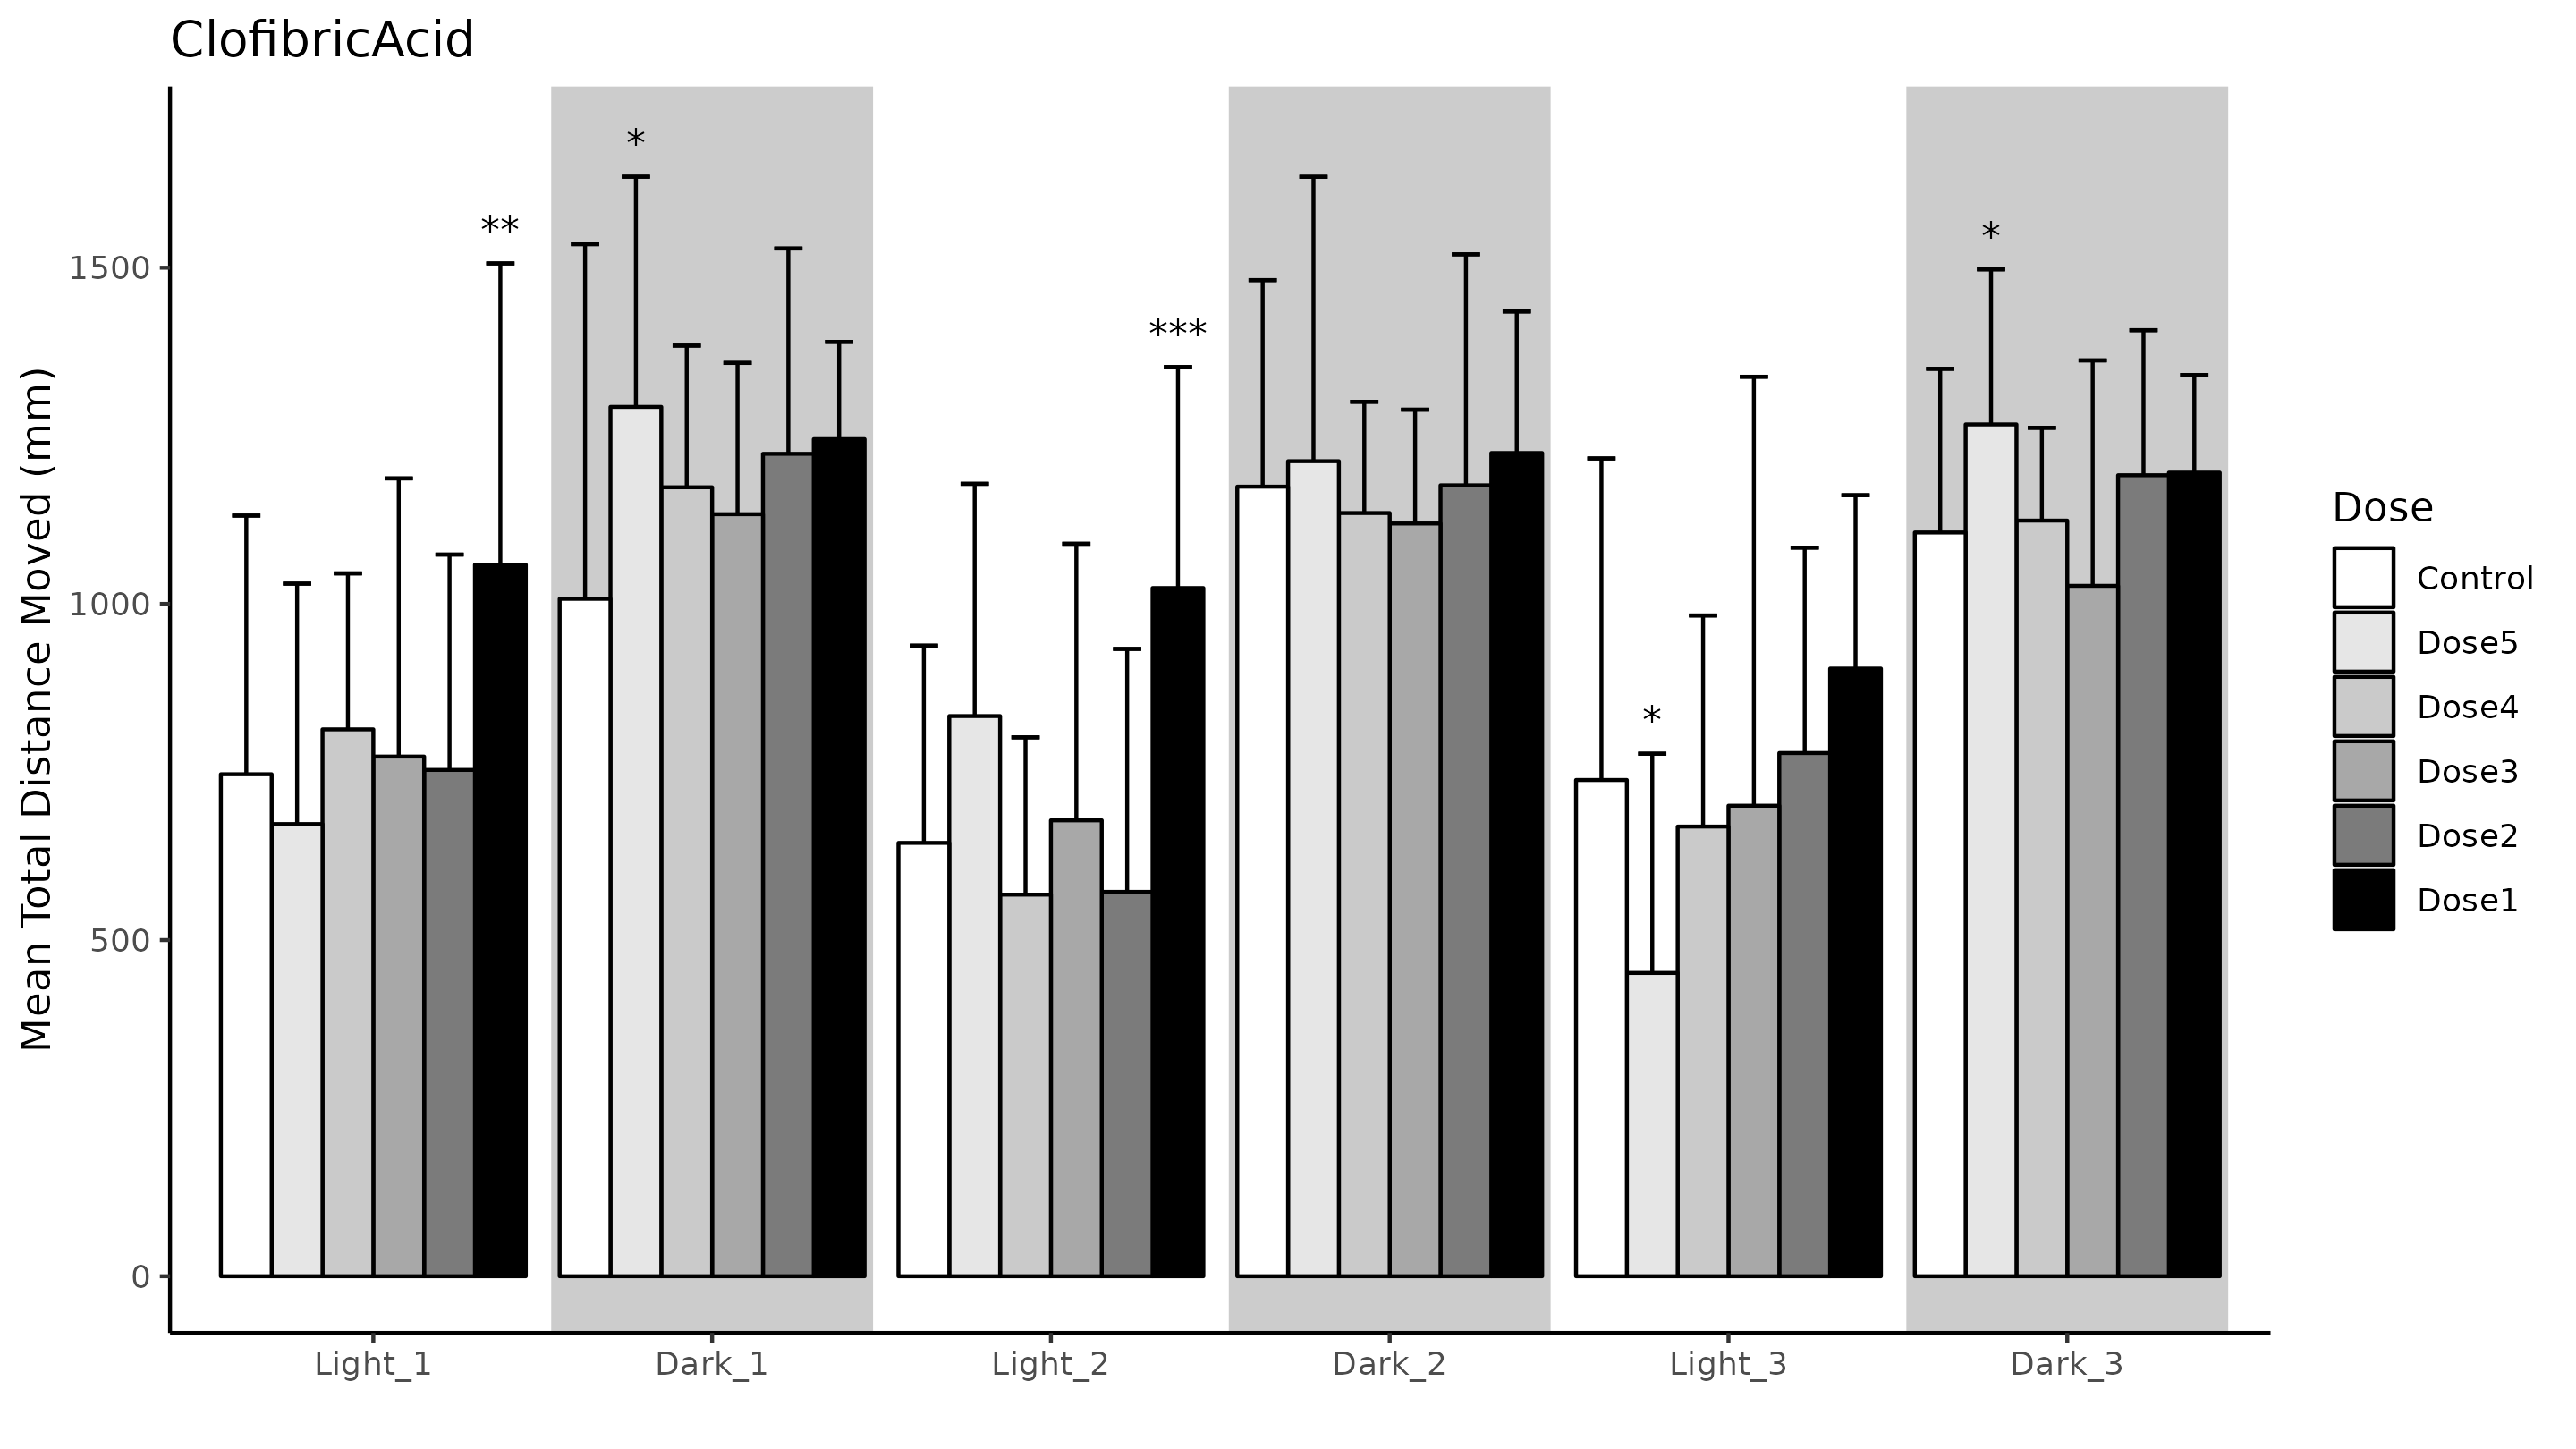 ClofibricAcid
Mean Total Distance Moved (mm)
1500
1000
500
0
*
**
***
*
*
Light_1
Dark_1
Light_2
Dark_2
Light_3
Dark_3
Dose
Control
Dose5
Dose4
Dose3
Dose2
Dose1